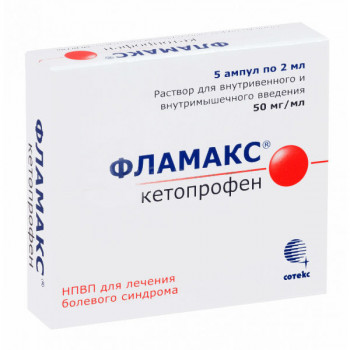 кетопрофен
ФЛАМАКС®
5 ампул по 2 мл
Раствор для внутривенного и
внутримышечного введения
50 мг/мл
ФЛАМАКС®
кетопрофен
НПВП для лечения
болевого синдрома
сотекс
ФЛАМАКС®
кетопрофен